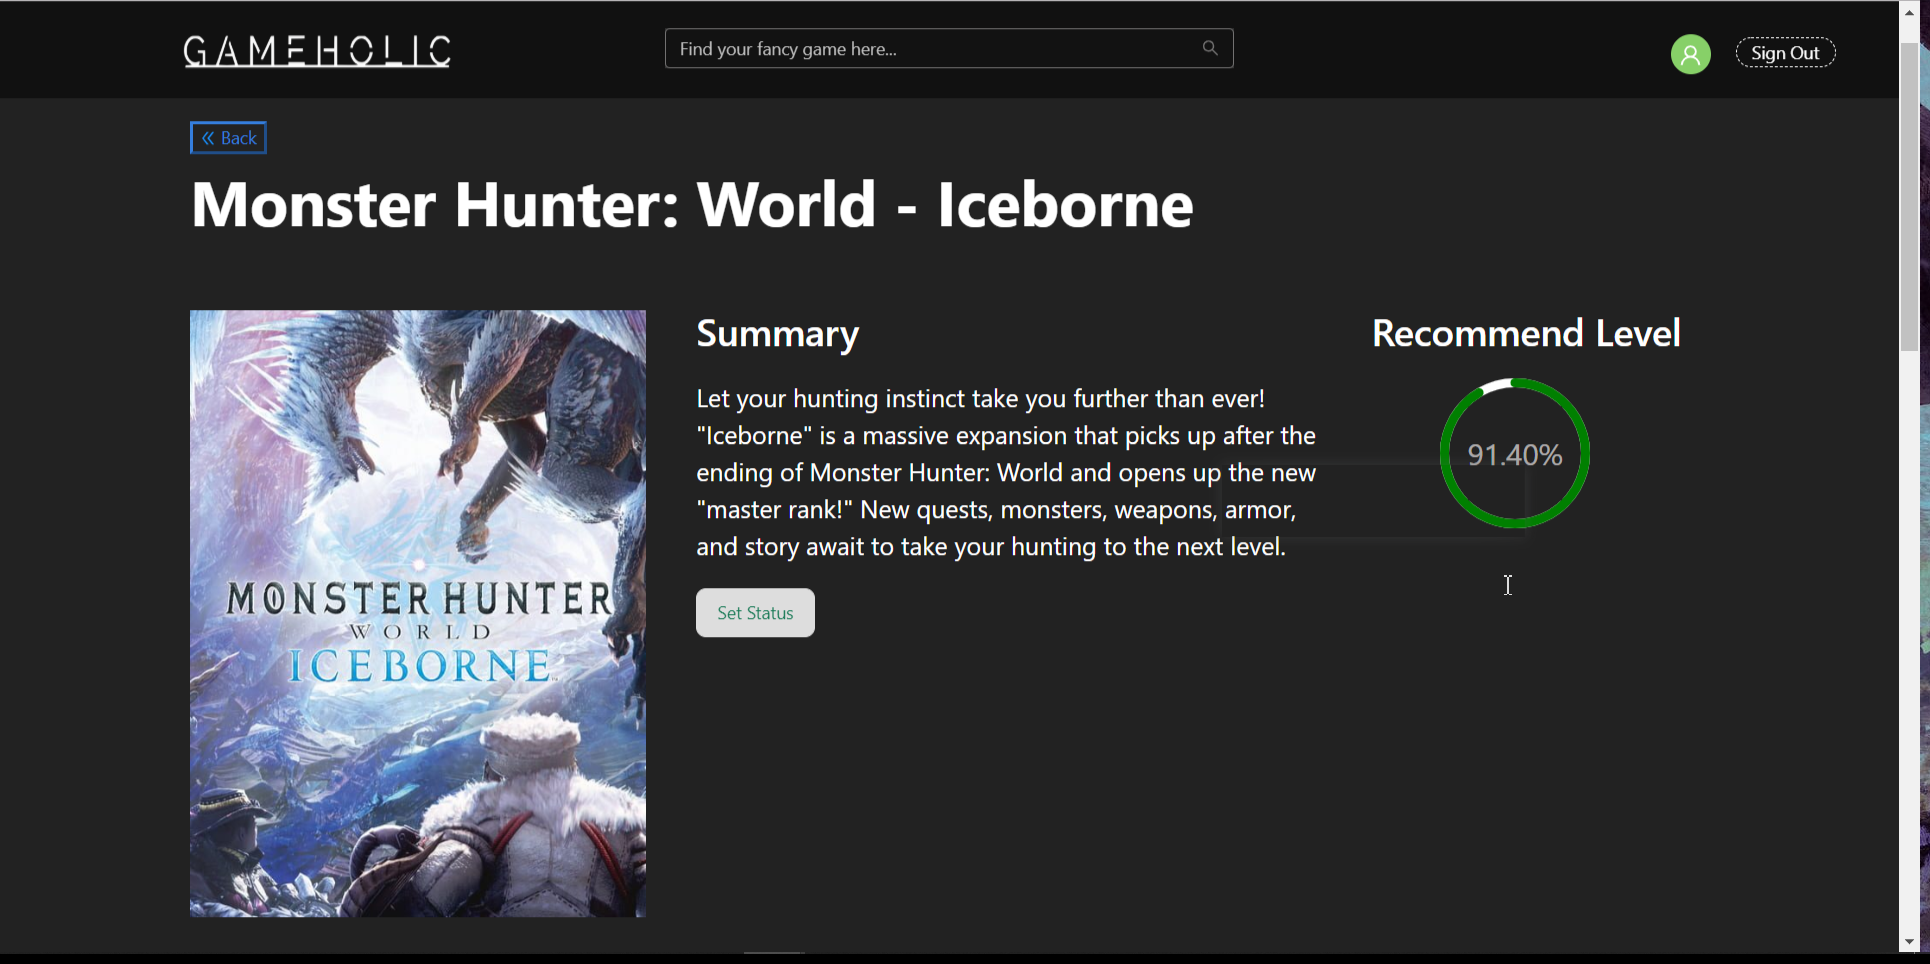 GAMEHOLIC
Find your fancy game here...
Sign Out
« Back
Monster Hunter: World - Iceborne
MONSTER HUNTER
WORLD
ICEBORNE
Summary
Let your hunting instinct take you further than ever!
"Iceborne" is a massive expansion that picks up after the
ending of Monster Hunter: World and opens up the new
"master rank!" New quests, monsters, weapons, armor,
and story await to take your hunting to the next level.
Set Status
Recommend Level
91.40%